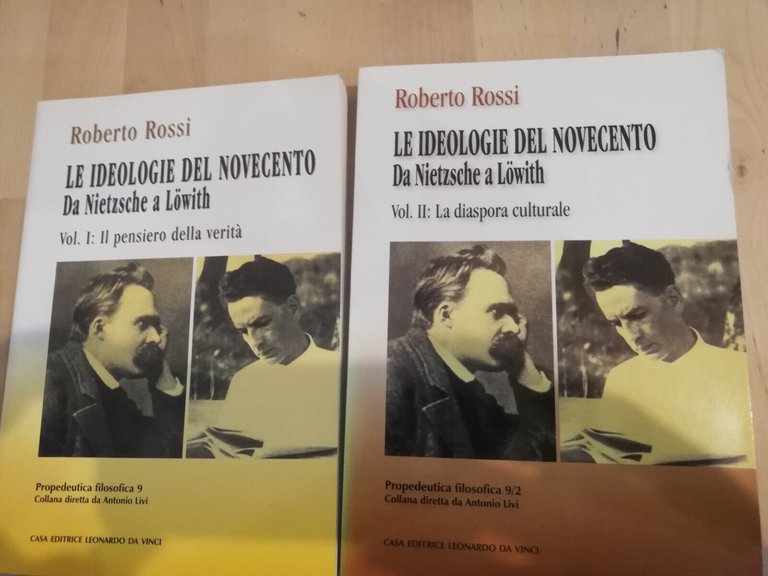 Roberto Rossi
LE IDEOLOGIE DEL NOVECENTO
Da Nietzsche a Löwith
Vol. I: Il pensiero della verità
Propedeutica filosofica 9
Collana diretta da Antonio Livi
CASA EDITRICE LEONARDO DA VINCI
Roberto Rossi
LE IDEOLOGIE DEL NOVECENTO
Da Nietzsche a Löwith
Vol. II: La diaspora culturale
Propedeutica filosofica 9/2
Collana diretta da Antonio Livi
CASA EDITRICE LEONARDO DA VINCI